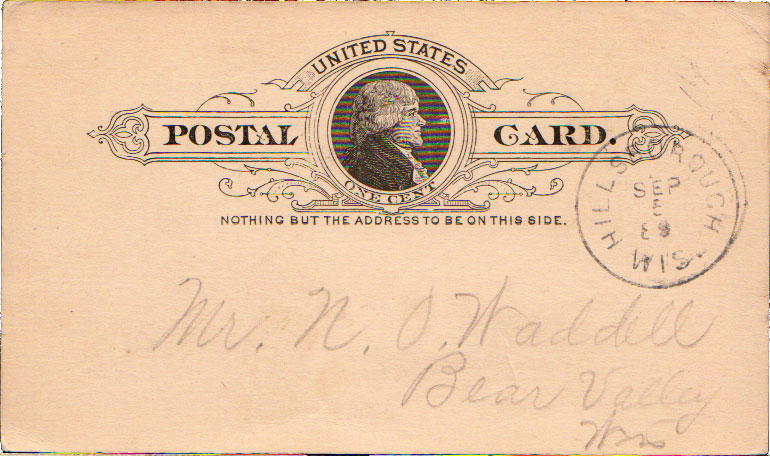 UNITED STATES
POSTAL CARD.
ONE CENT
NOTHING BUT THE ADDRESS TO BE ON THIS SIDE.
HILLSBOROUGH WIS.
SEP
5
Mr. N. O. Waddell
Bear Valley
Wis